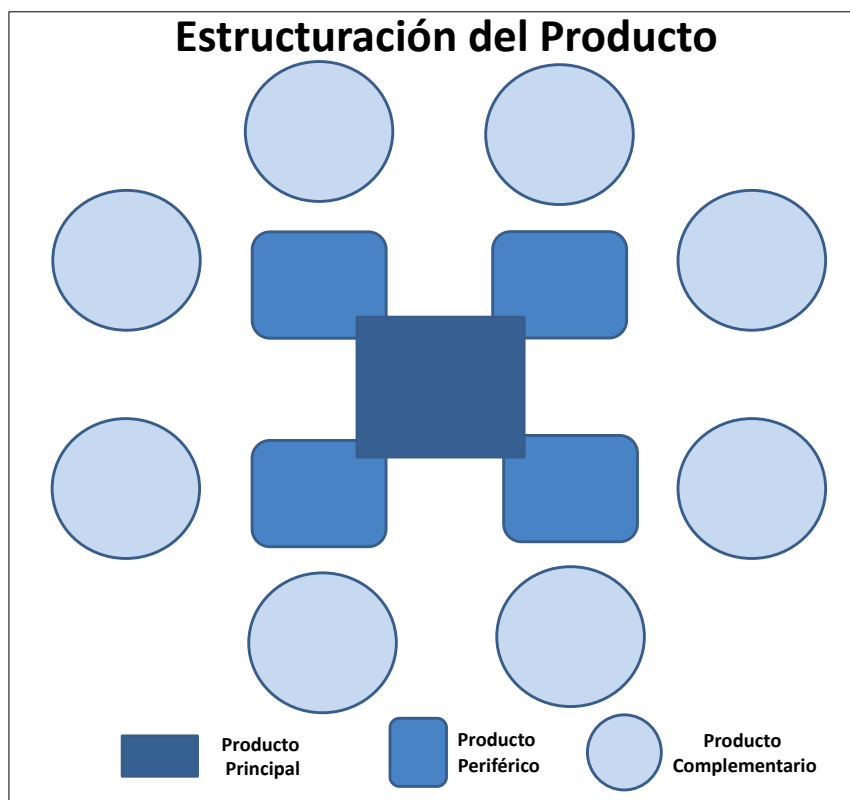 Estructuración del Producto
Producto
Principal
Producto
Periférico
Producto
Complementario